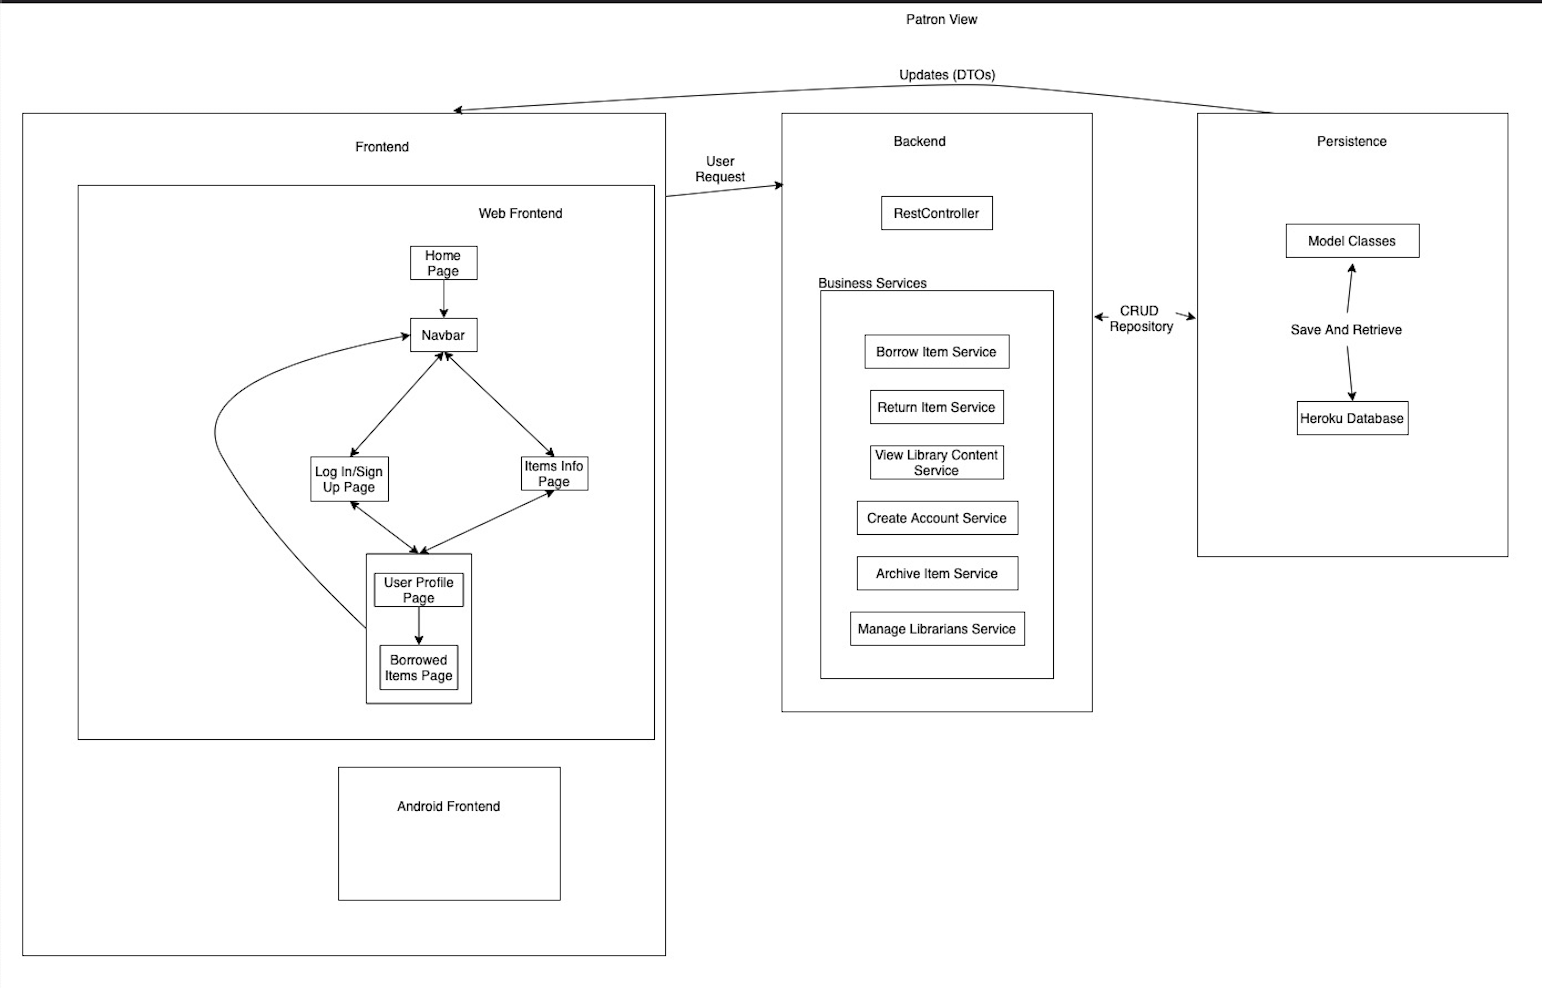 Patron View
Updates (DTOs)
Frontend
User
Request
Backend
Persistence
Web Frontend
Home
Page
Navbar
Log In/Sign
Up Page
Items Info
Page
User Profile
Page
Borrowed
Items Page
Android Frontend
RestController
Business Services
Borrow Item Service
Return Item Service
View Library Content
Service
Create Account Service
Archive Item Service
Manage Librarians Service
CRUD
Repository
Model Classes
Save And Retrieve
Heroku Database